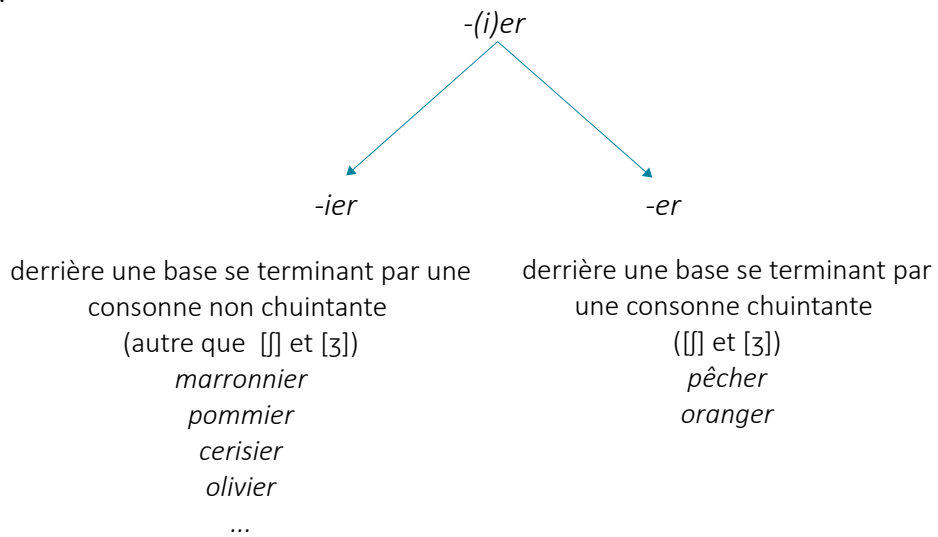 -(i)er
-ier
-er
derrière une base se terminant par une
consonne non chuintante
(autre que [ʃ] et [ʒ])
marronnier
pommier
cerisier
olivier
...
derrière une base se terminant par
une consonne chuintante
([ʃ] et [ʒ])
pêcher
oranger